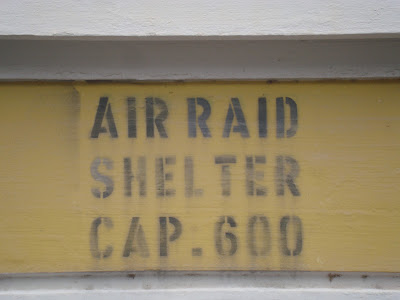 AIR RAID
SHELTER
CAP. 600